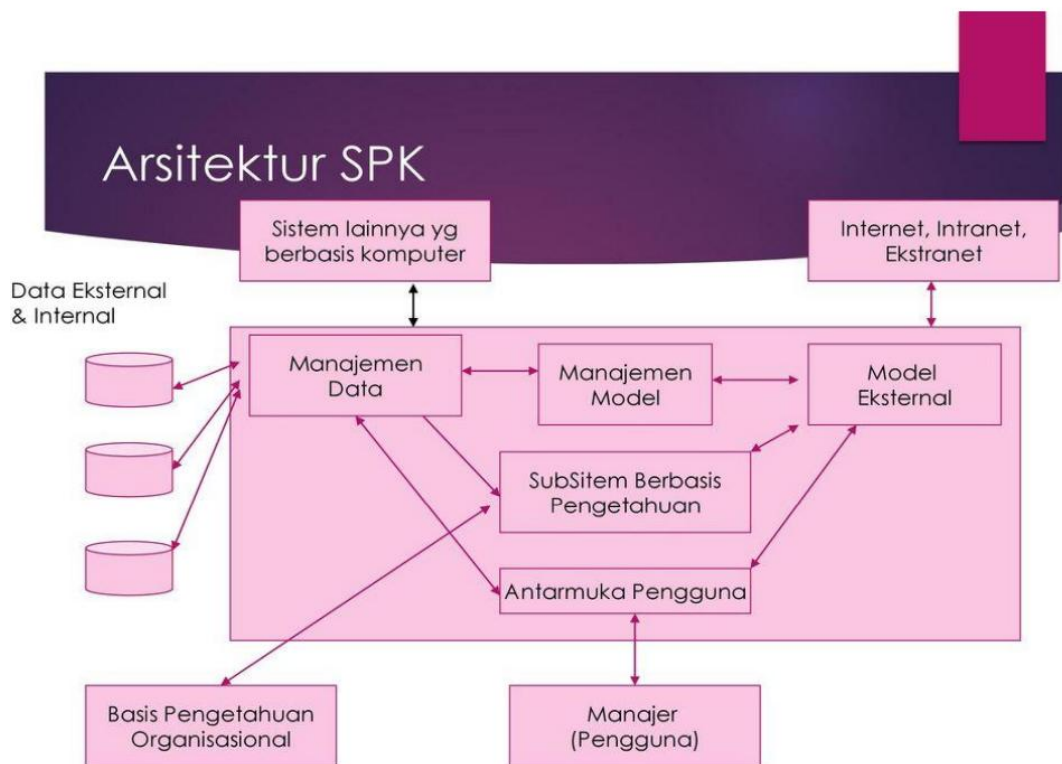 Arsitektur SPK
Sistem lainnya yg
berbasis komputer
Internet, Intranet,
Ekstranet
Data Eksternal
& Internal
Manajemen
Data
Manajemen
Model
Model
Eksternal
SubSitem Berbasis
Pengetahuan
Antarmuka Pengguna
Basis Pengetahuan
Organisasional
Manajer
(Pengguna)